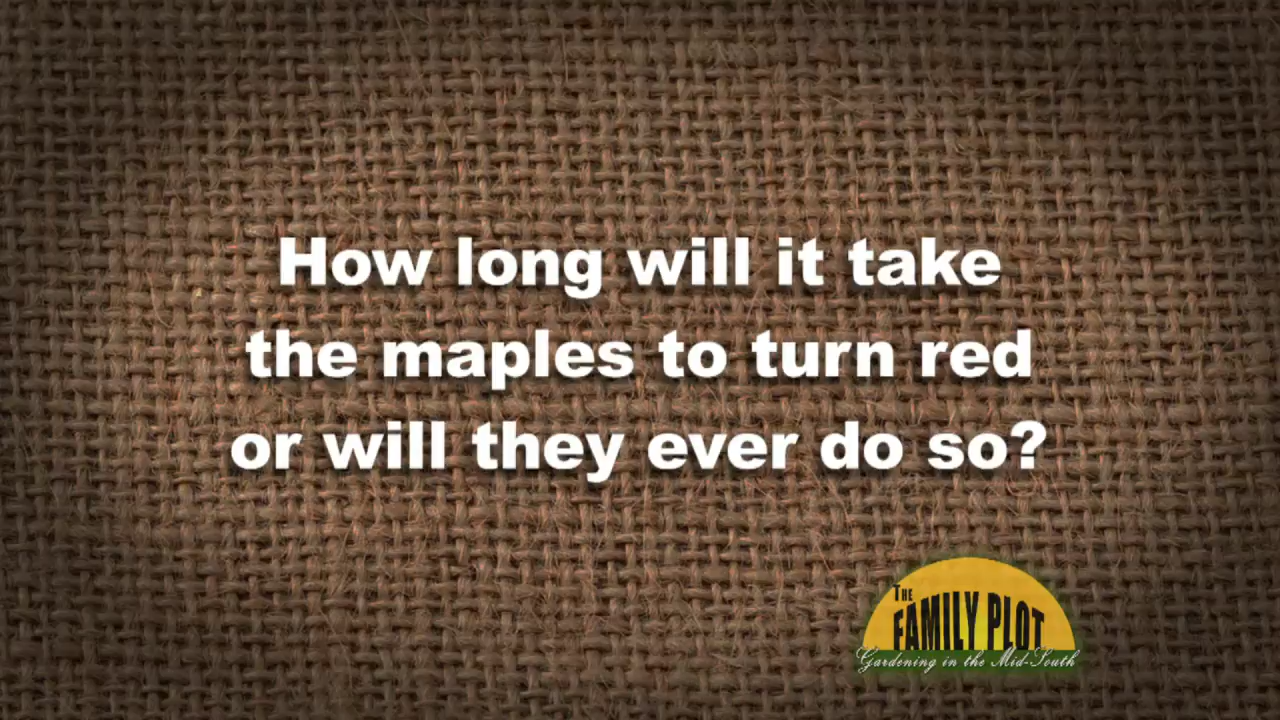 How long will it take
the maples to turn red
or will they ever do so?
THE
FAMILY PLOT
Gardening in the Mid-South